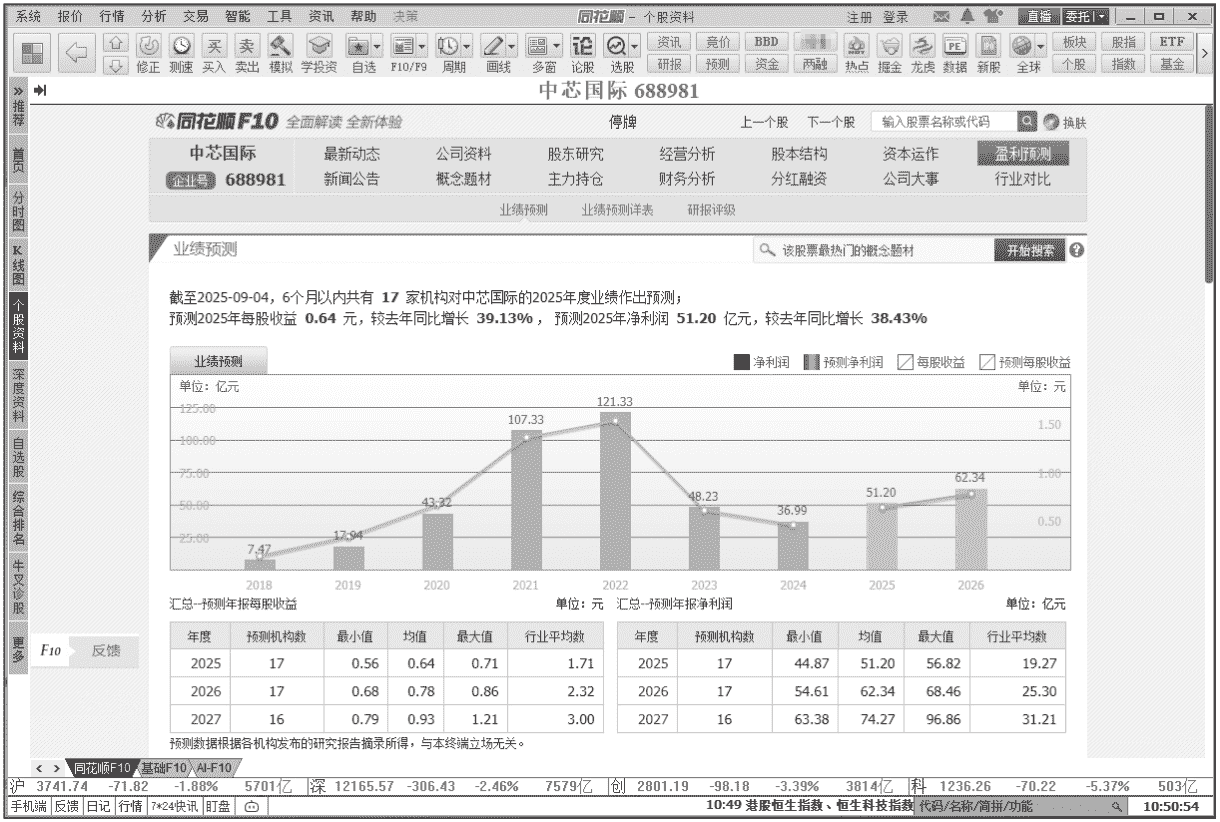 系统 报价 行情 分析 交易 智能 工具 资讯 帮助 决策 同花顺 - 个股资料 注册 登录 直播 委托
修正 测速 买入 卖出 模拟 学投资 自选 F10/F9 周期 画线 多窗 论股 选股 热点 掘金 龙虎 数据 新股 全球
买 卖 论 PE
资讯 竞价 BBD 板块 股指 ETF
研报 预测 资金 两融 个股 指数 基金
中芯国际 688981
推荐
首页
分时图
K线图
个股资料
深度资料
自选股
综合排名
牛叉诊股
更多
同花顺F10 全面解读 全新体验 停牌 上一个股 下一个股 输入股票名称或代码 换肤
中芯国际 最新动态 公司资料 股东研究 经营分析 股本结构 资本运作 盈利预测
企业号 688981 新闻公告 概念题材 主力持仓 财务分析 分红融资 公司大事 行业对比
业绩预测 业绩预测详表 研报评级
业绩预测 该股票最热门的概念题材 开始搜索 ?
截至2025-09-04，6个月以内共有 17 家机构对中芯国际的2025年度业绩作出预测；
预测2025年每股收益 0.64 元，较去年同比增长 39.13%， 预测2025年净利润 51.20 亿元，较去年同比增长 38.43%
业绩预测 净利润 预测净利润 每股收益 预测每股收益
单位：亿元 单位：元
125.00
100.00
75.00
50.00
25.00
1.50
1.00
0.50
7.47 17.94 43.32 107.33 121.33 48.23 36.99 51.20 62.34
2018 2019 2020 2021 2022 2023 2024 2025 2026
汇总--预测年报每股收益 单位：元
年度 预测机构数 最小值 均值 最大值 行业平均数
2025 17 0.56 0.64 0.71 1.71
2026 17 0.68 0.78 0.86 2.32
2027 16 0.79 0.93 1.21 3.00
汇总--预测年报净利润 单位：亿元
年度 预测机构数 最小值 均值 最大值 行业平均数
2025 17 44.87 51.20 56.82 19.27
2026 17 54.61 62.34 68.46 25.30
2027 16 63.38 74.27 96.86 31.21
预测数据根据各机构发布的研究报告摘录所得，与本终端立场无关。
F10 反馈
同花顺F10 基础F10 AI-F10
沪 3741.74 -71.82 -1.88% 5701亿 深 12165.57 -306.43 -2.46% 7579亿 创 2801.19 -98.18 -3.39% 3814亿 科 1236.26 -70.22 -5.37% 503亿
手机端 反馈 日记 行情 7*24快讯 盯盘 10:49 港股恒生指数、恒生科技指数 代码/名称/简拼/功能 10:50:54